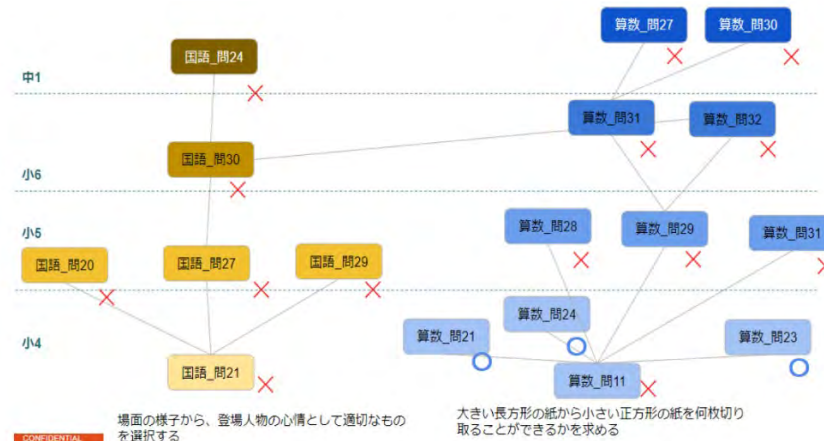 算数_問27
算数_問30
国語_問24
×
×
×
中1
算数_問31
算数_問32
国語_問30
×
×
×
小6
小5
算数_問28
算数_問29
算数_問31
国語_問20
国語_問27
国語_問29
×
×
×
×
×
×
小4
算数_問24
算数_問21
算数_問23
国語_問21
×
算数_問11
×
場面の様子から、登場人物の心情として適切なもの
を選択する
大きい長方形の紙から小さい正方形の紙を何枚切り
取ることができるかを求める
CONFIDENTIAL